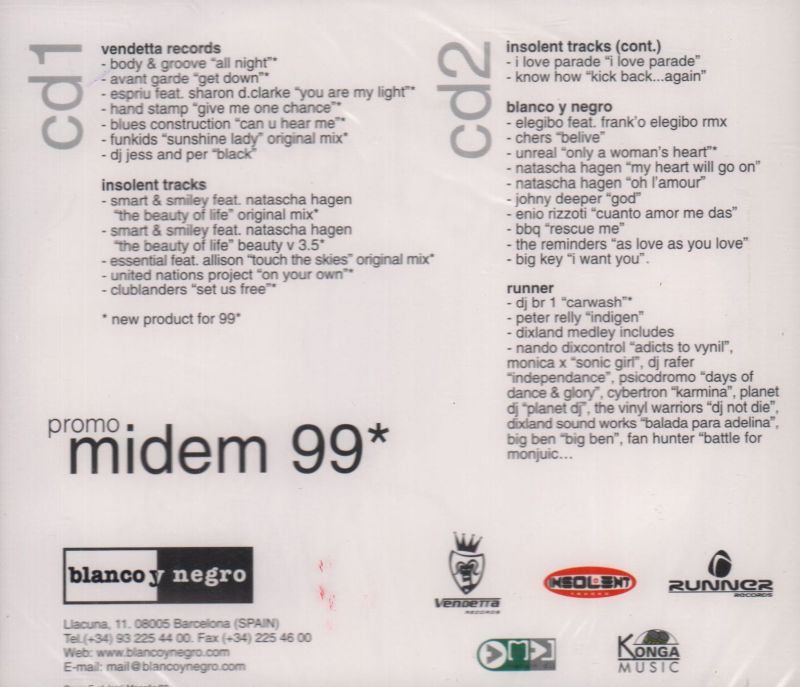 cd1
vendetta records
- body & groove “all night”*
- avant garde “get down”*
- espriu feat. sharon d.clarke “you are my light”*
- hand stamp “give me one chance”*
- blues construction “can u hear me”*
- funkids “sunshine lady” original mix*
- dj jess and per “black”
insolent tracks
- smart & smiley feat. natascha hagen
“the beauty of life” original mix*
- smart & smiley feat. natascha hagen
“the beauty of life” beauty v 3.5*
- essential feat. allison “touch the skies” original mix*
- united nations project “on your own”*
- clublanders “set us free”*
* new product for 99*
promo
midem 99*
cd2
insolent tracks (cont.)
- i love parade “i love parade”
- know how “kick back...again”
blanco y negro
- elegibo feat. frank’o elegibo rmx
- chers “belive”
- unreal “only a woman’s heart”*
- natascha hagen “my heart will go on”
- natascha hagen “oh l’amour”
- johny deeper “god”
- enio rizzoti “cuanto amor me das”
- bbq “rescue me”
- the reminders “as love as you love”
- big key “i want you”.
runner
- dj br 1 “carwash”*
- peter relly “indigen”
- dixland medley includes
- nando dixcontrol “adicts to vynil”,
monica x “sonic girl”, dj rafer
“independance”, psicodromo “days of
dance & glory”, cybertron “karmina”, planet
dj “planet dj”, the vinyl warriors “dj not die”,
dixland sound works “balada para adelina”,
big ben “big ben”, fan hunter “battle for
monjuic...
blanco y negro
Llacuna, 11. 08005 Barcelona (SPAIN)
Tel.(+34) 93 225 44 00. Fax (+34) 225 46 00
Web: www.blancoynegro.com
E-mail: mail@blancoynegro.com
VENDETTA
RECORDS
INSOLENT
TRACKS
RUNNER
RECORDS
KONGA
MUSIC